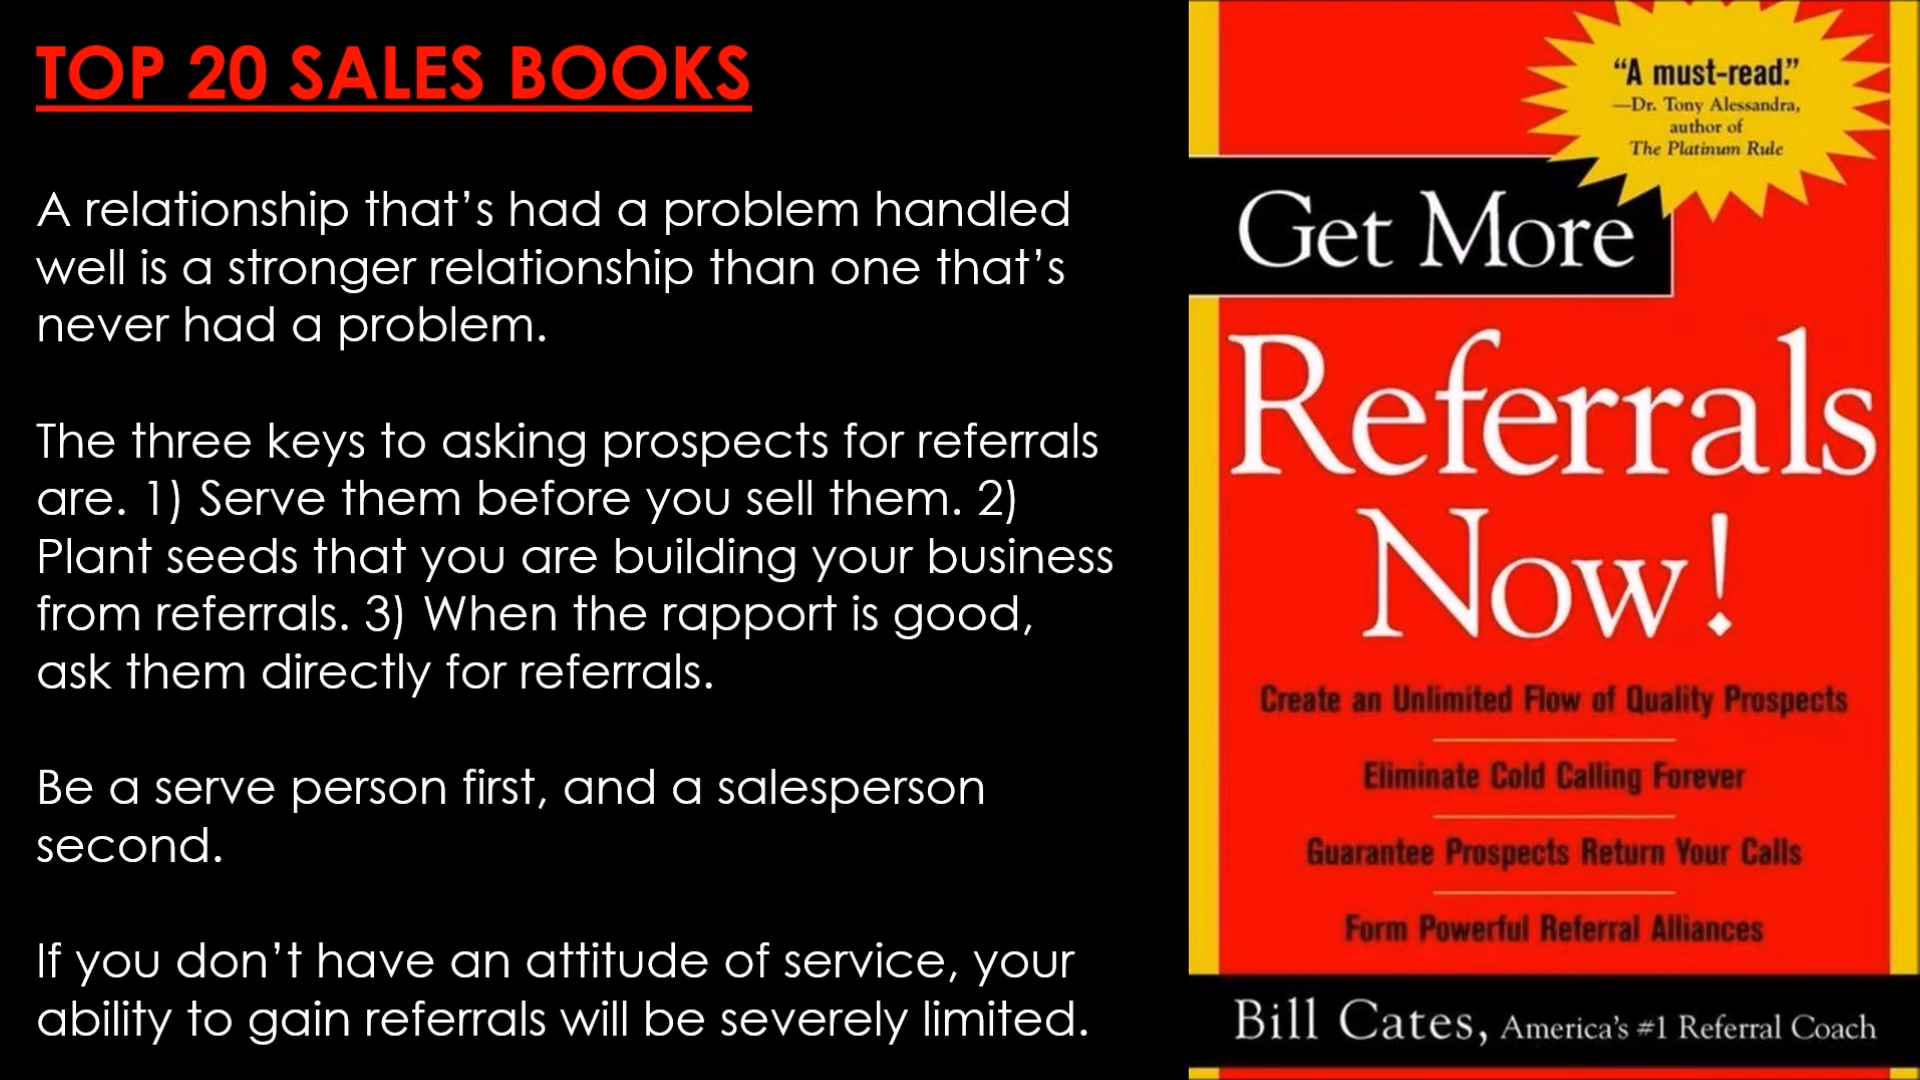 TOP 20 SALES BOOKS
A relationship that’s had a problem handled
well is a stronger relationship than one that’s
never had a problem.
The three keys to asking prospects for referrals
are. 1) Serve them before you sell them. 2)
Plant seeds that you are building your business
from referrals. 3) When the rapport is good,
ask them directly for referrals.
Be a serve person first, and a salesperson
second.
If you don’t have an attitude of service, your
ability to gain referrals will be severely limited.
“A must-read.”
—Dr. Tony Alessandra,
author of
The Platinum Rule
Get More
Referrals
Now!
Create an Unlimited Flow of Quality Prospects
Eliminate Cold Calling Forever
Guarantee Prospects Return Your Calls
Form Powerful Referral Alliances
Bill Cates, America’s #1 Referral Coach